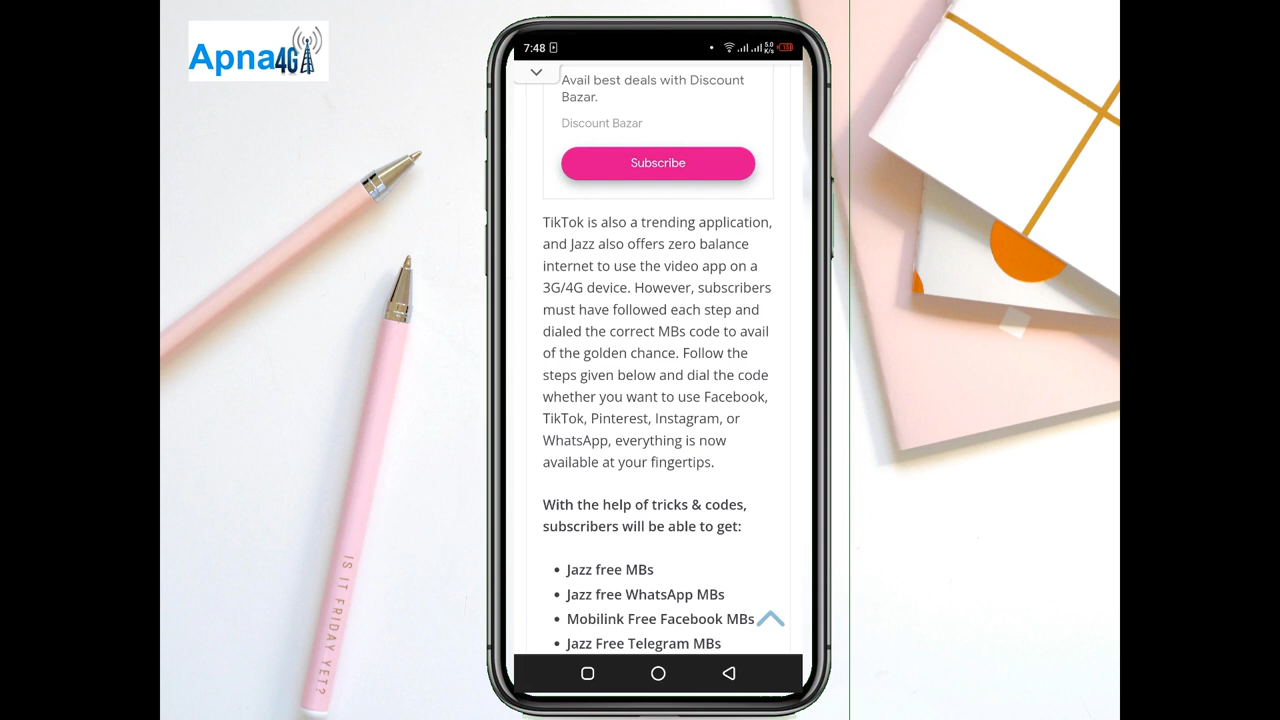 Apna4G
7:48
5.0
K/s
Avail best deals with Discount
Bazar.
Discount Bazar
Subscribe
TikTok is also a trending application,
and Jazz also offers zero balance
internet to use the video app on a
3G/4G device. However, subscribers
must have followed each step and
dialed the correct MBs code to avail
of the golden chance. Follow the
steps given below and dial the code
whether you want to use Facebook,
TikTok, Pinterest, Instagram, or
WhatsApp, everything is now
available at your fingertips.
With the help of tricks & codes,
subscribers will be able to get:
• Jazz free MBs
• Jazz free WhatsApp MBs
• Mobilink Free Facebook MBs
• Jazz Free Telegram MBs
IS IT FRIDAY YET?